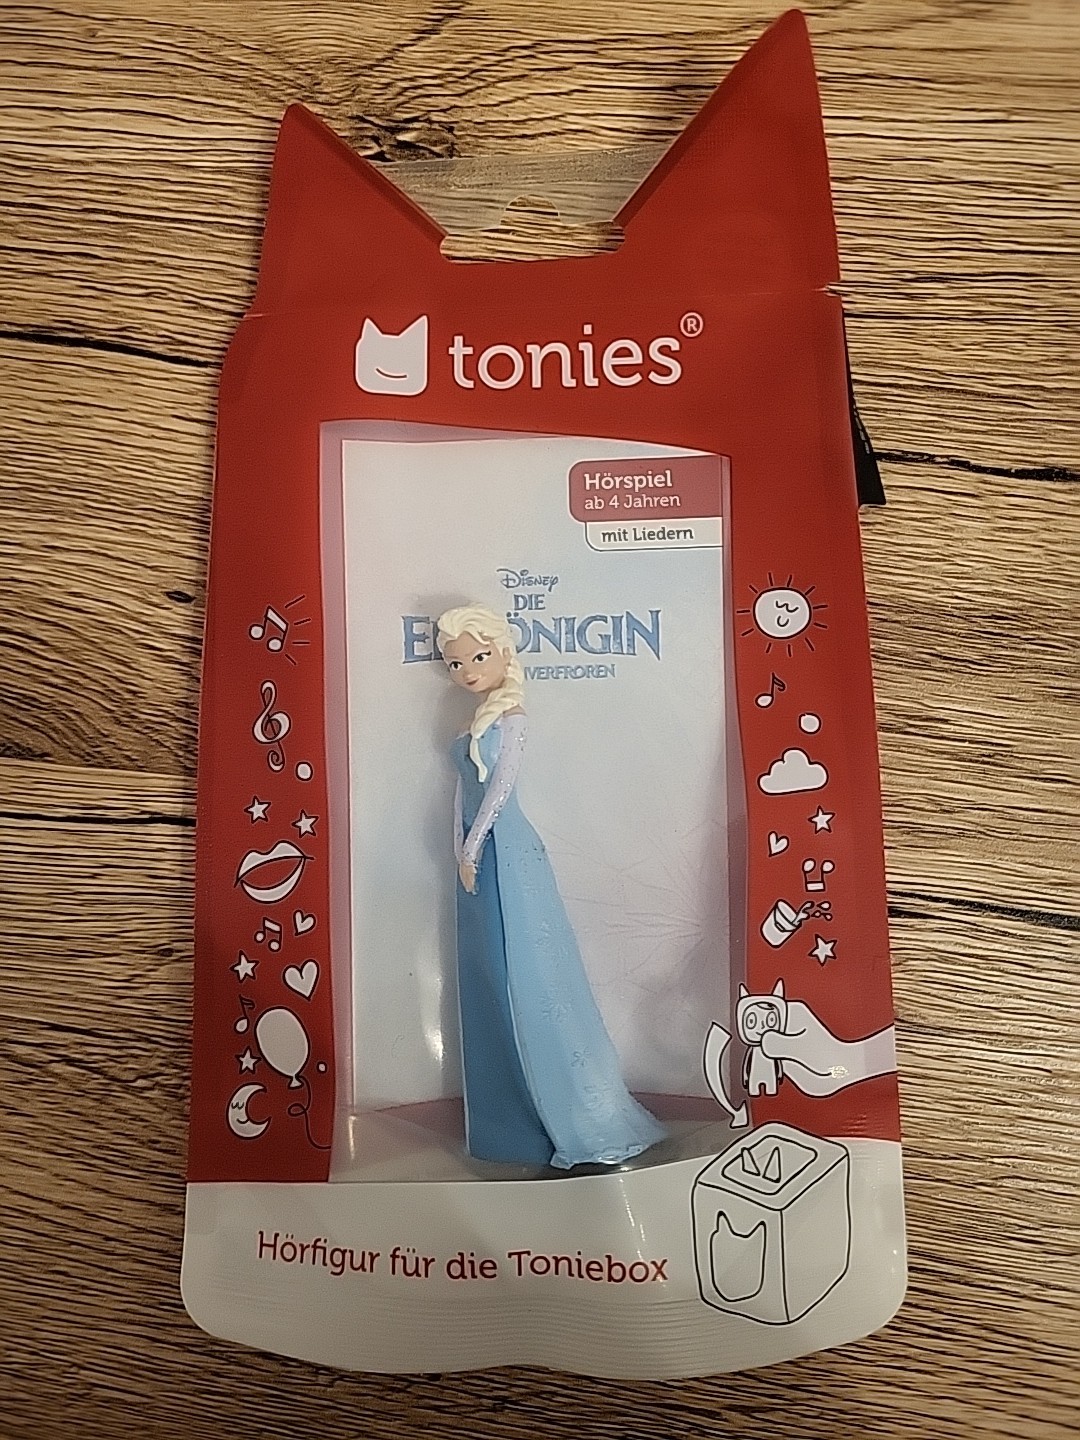 tonies®
Hörspiel
ab 4 Jahren
mit Liedern
Disney
DIE
Hörfigur für die Toniebox